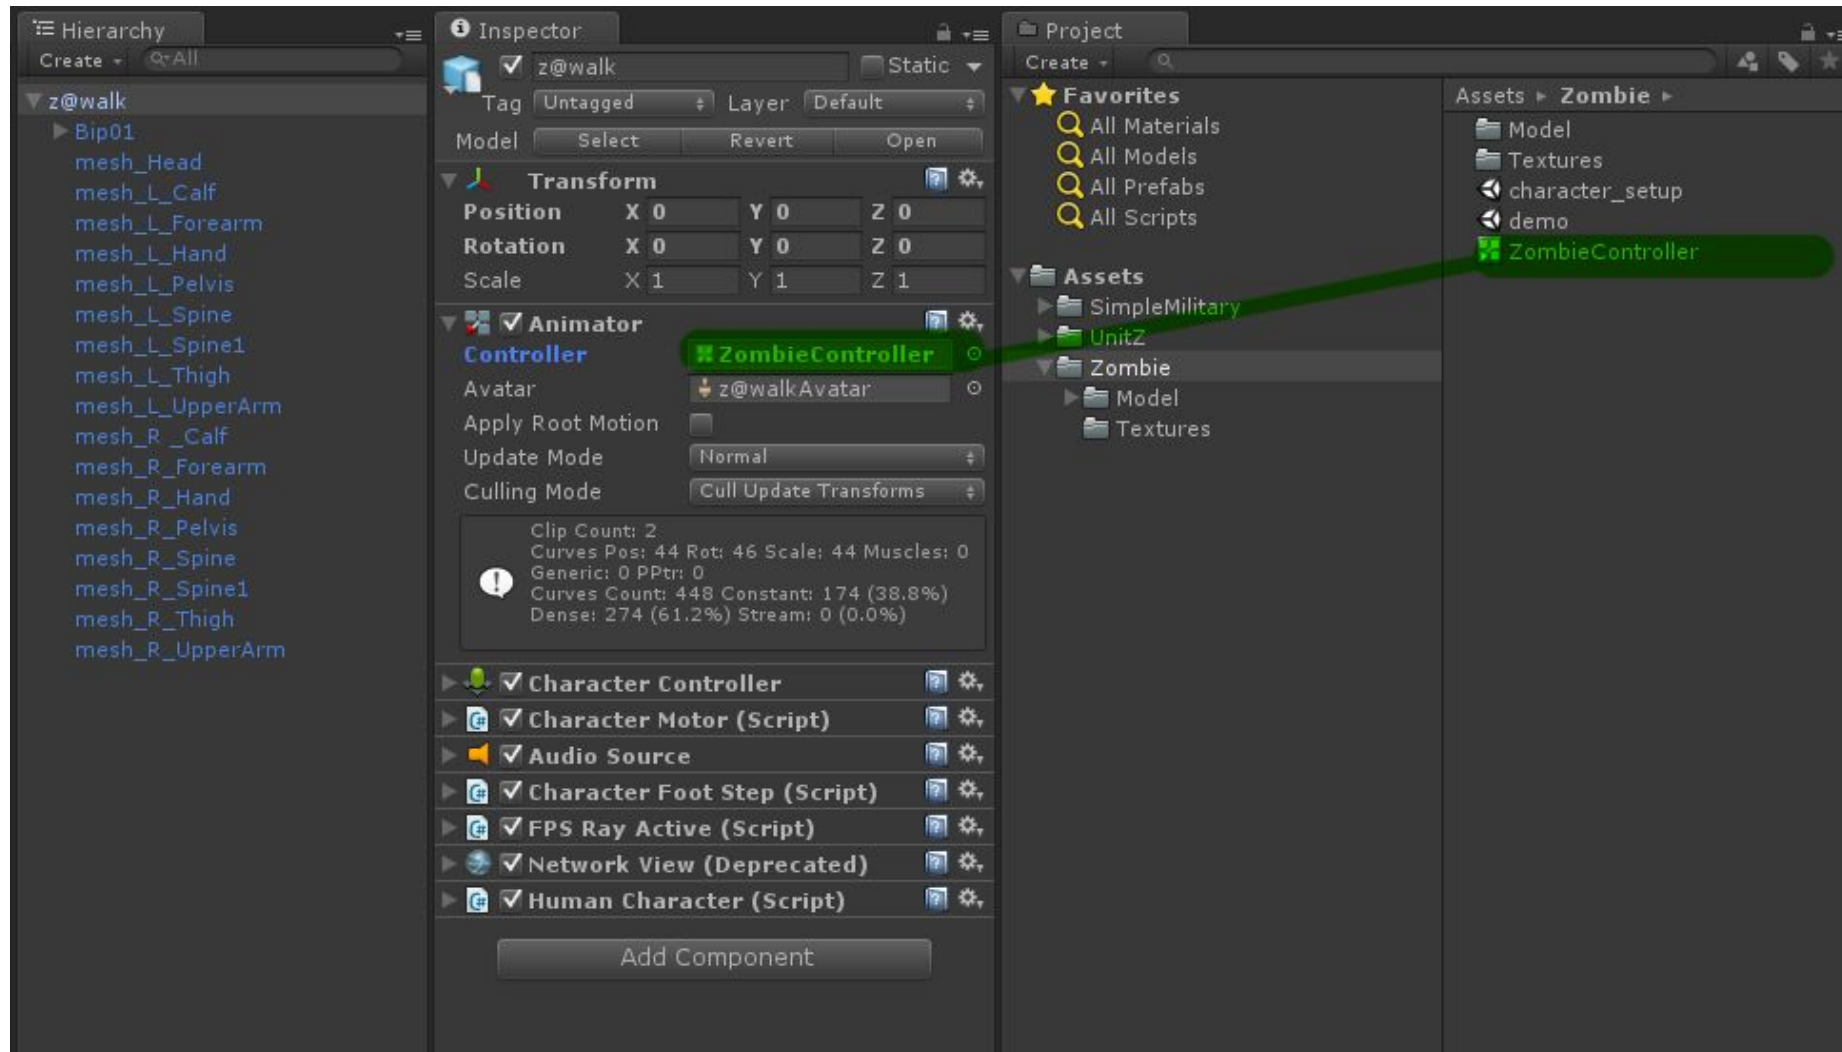 Hierarchy
Create
All
z@walk
Bip01
mesh_Head
mesh_L_Calf
mesh_L_Forearm
mesh_L_Hand
mesh_L_Pelvis
mesh_L_Spine
mesh_L_Spine1
mesh_L_Thigh
mesh_L_UpperArm
mesh_R _Calf
mesh_R_Forearm
mesh_R_Hand
mesh_R_Pelvis
mesh_R_Spine
mesh_R_Spine1
mesh_R_Thigh
mesh_R_UpperArm
Inspector
z@walk Static
Tag Untagged Layer Default
Model Select Revert Open
Transform
Position X 0 Y 0 Z 0
Rotation X 0 Y 0 Z 0
Scale X 1 Y 1 Z 1
Animator
Controller ZombieController
Avatar z@walkAvatar
Apply Root Motion
Update Mode Normal
Culling Mode Cull Update Transforms
Clip Count: 2
Curves Pos: 44 Rot: 46 Scale: 44 Muscles: 0
Generic: 0 PPtr: 0
Curves Count: 448 Constant: 174 (38.8%)
Dense: 274 (61.2%) Stream: 0 (0.0%)
Character Controller
Character Motor (Script)
Audio Source
Character Foot Step (Script)
FPS Ray Active (Script)
Network View (Deprecated)
Human Character (Script)
Add Component
Project
Create
Favorites
All Materials
All Models
All Prefabs
All Scripts
Assets
SimpleMilitary
UnitZ
Zombie
Model
Textures
Assets Zombie
Model
Textures
character_setup
demo
ZombieController